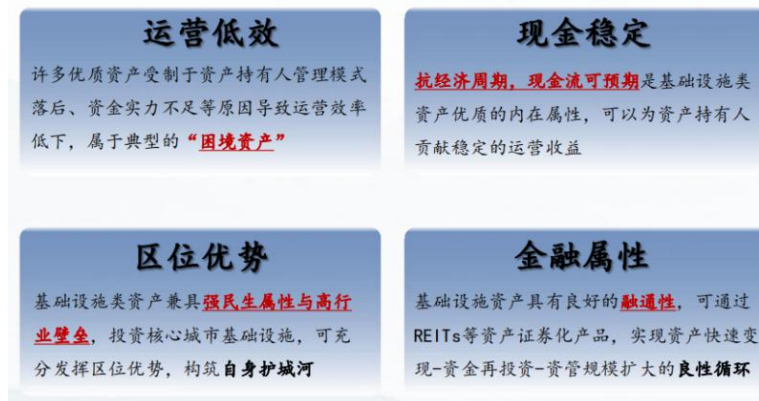 运营低效
许多优质资产受制于资产持有人管理模式
落后、资金实力不足等原因导致运营效率
低下，属于典型的“困境资产”
现金稳定
抗经济周期，现金流可预期是基础设施类
资产优质的内在属性，可以为资产持有人
贡献稳定的运营收益
区位优势
基础设施类资产兼具强民生属性与高行
业壁垒，投资核心城市基础设施，可充
分发挥区位优势，构筑自身护城河
金融属性
基础设施资产具有良好的融通性，可通过
REITs等资产证券化产品，实现资产快速变
现-资金再投资-资管规模扩大的良性循环